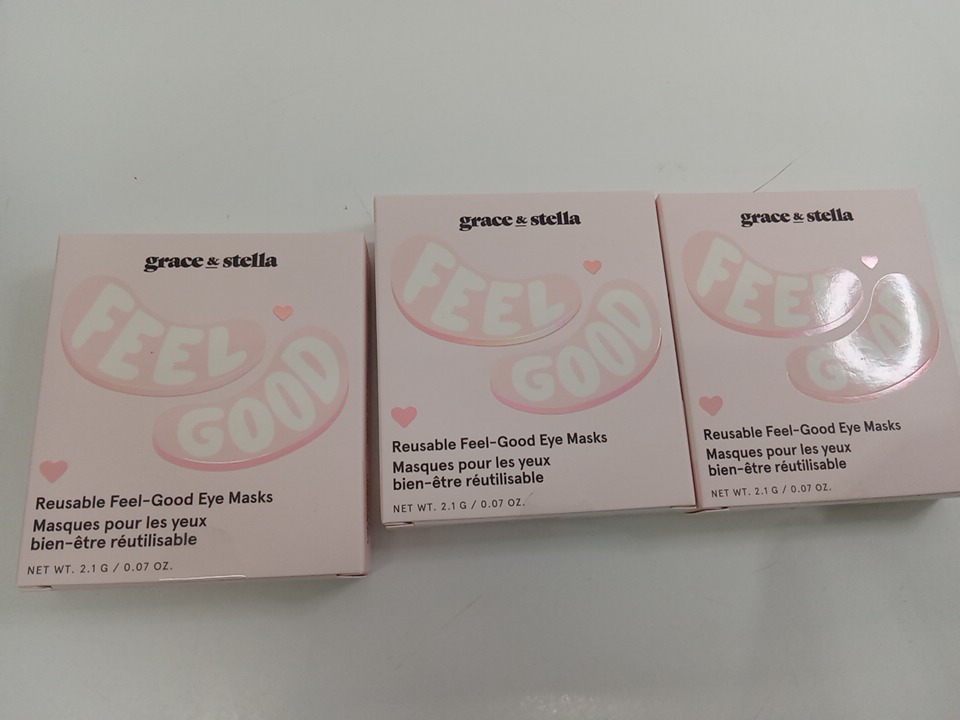 grace & stella
FEEL
GOOD
Reusable Feel-Good Eye Masks
Masques pour les yeux
bien-être réutilisable
NET WT. 2.1 G / 0.07 OZ.
grace & stella
FEEL
GOOD
Reusable Feel-Good Eye Masks
Masques pour les yeux
bien-être réutilisable
NET WT. 2.1 G / 0.07 OZ.
grace & stella
FEEL
GOOD
Reusable Feel-Good Eye Masks
Masques pour les yeux
bien-être réutilisable
NET WT. 2.1 G / 0.07 OZ.